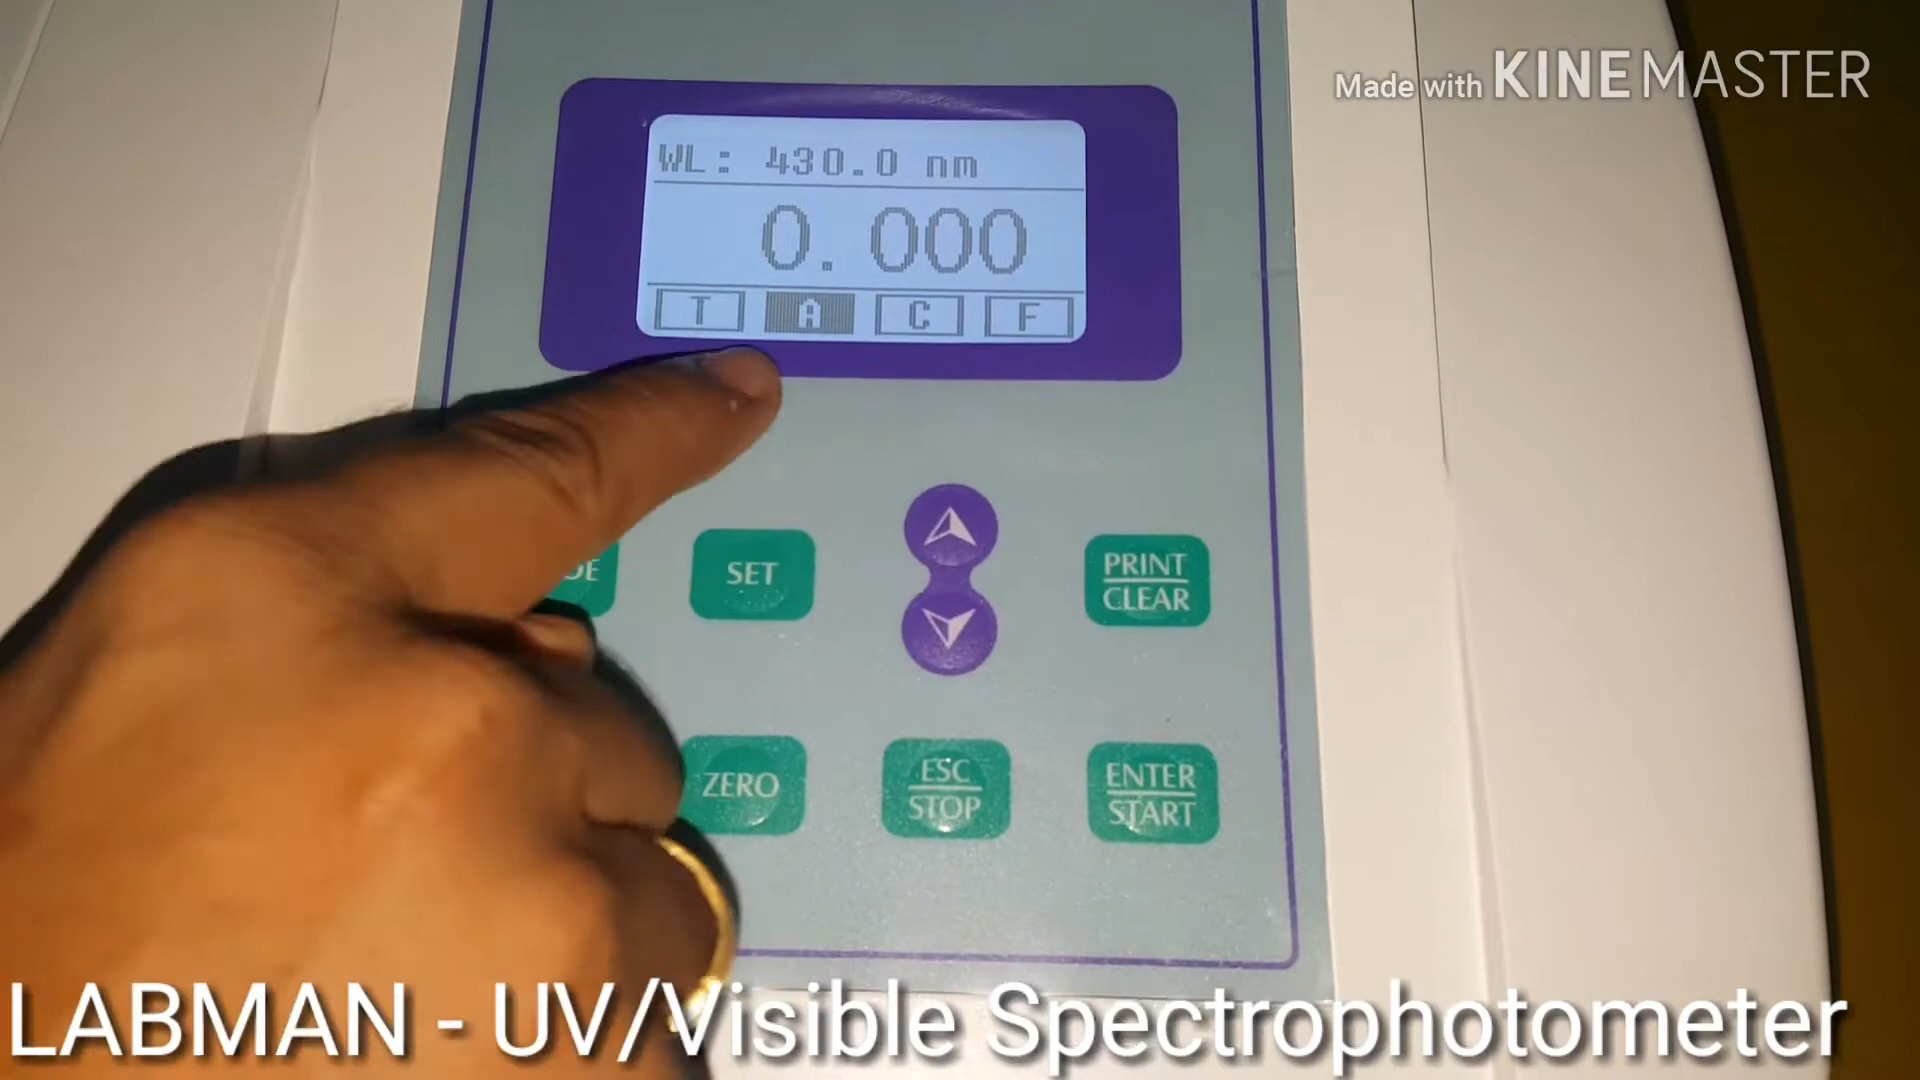 Made with KINEMASTER
WL: 430.0 nm
0.000
T A C F
SET
PRINT
CLEAR
ZERO
ESC
STOP
ENTER
START
LABMAN - UV/Visible Spectrophotometer